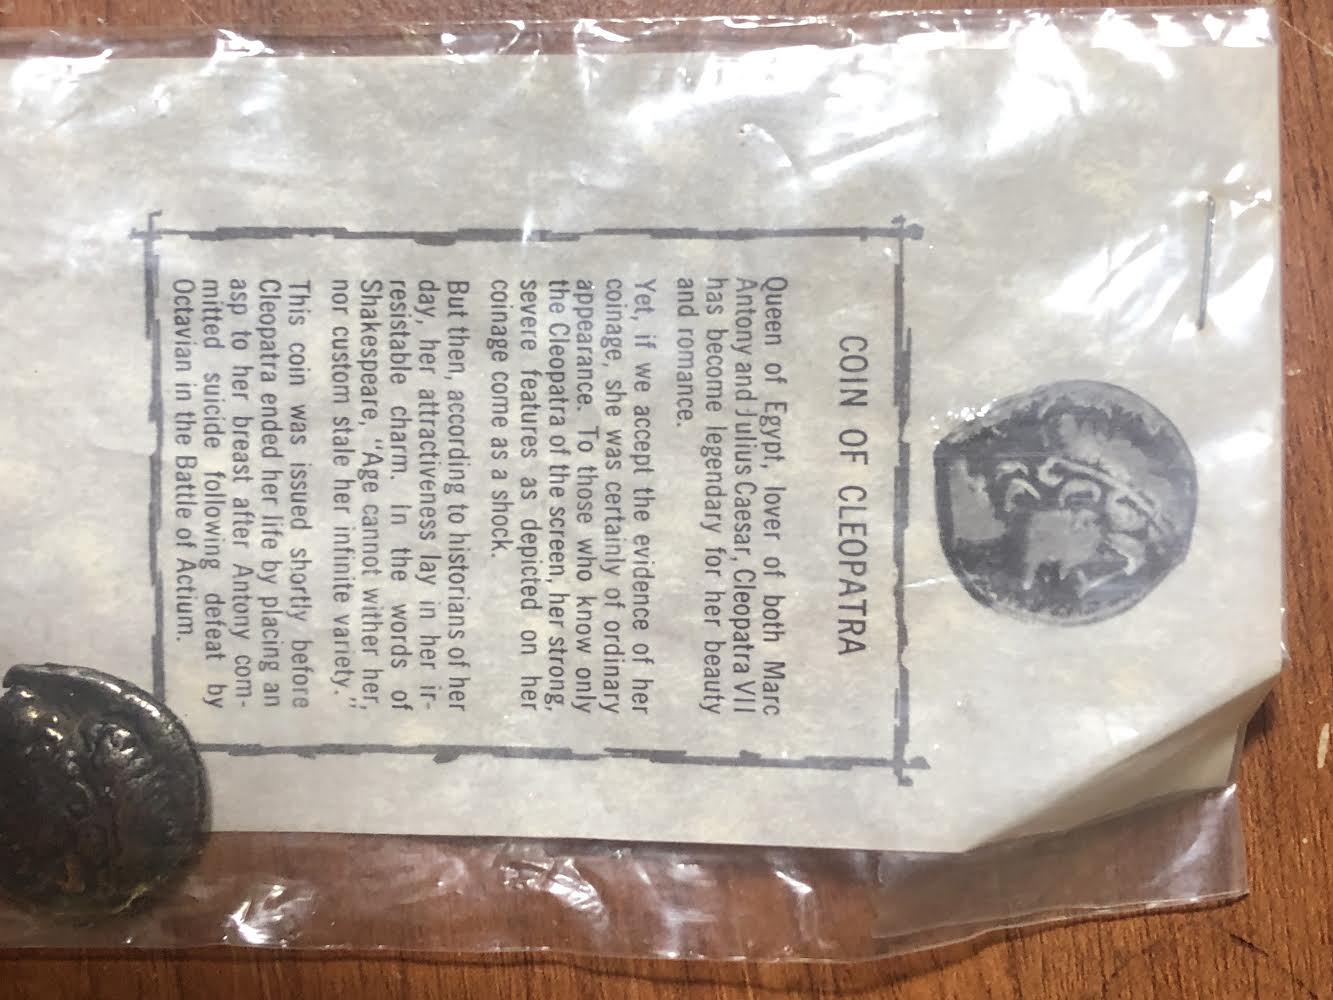 COIN OF CLEOPATRA
Queen of Egypt, lover of both Marc
Antony and Julius Caesar, Cleopatra VII
has become legendary for her beauty
and romance.
Yet, if we accept the evidence of her
coinage, she was certainly of ordinary
appearance. To those who know only
the Cleopatra of the screen, her strong,
severe features as depicted on her
coinage come as a shock.
But then, according to historians of her
day, her attractiveness lay in her ir-
resistable charm. In the words of
Shakespeare, "Age cannot wither her,
nor custom stale her infinite variety."
This coin was issued shortly before
Cleopatra ended her life by placing an
asp to her breast after Antony com-
mitted suicide following defeat by
Octavian in the Battle of Actium.